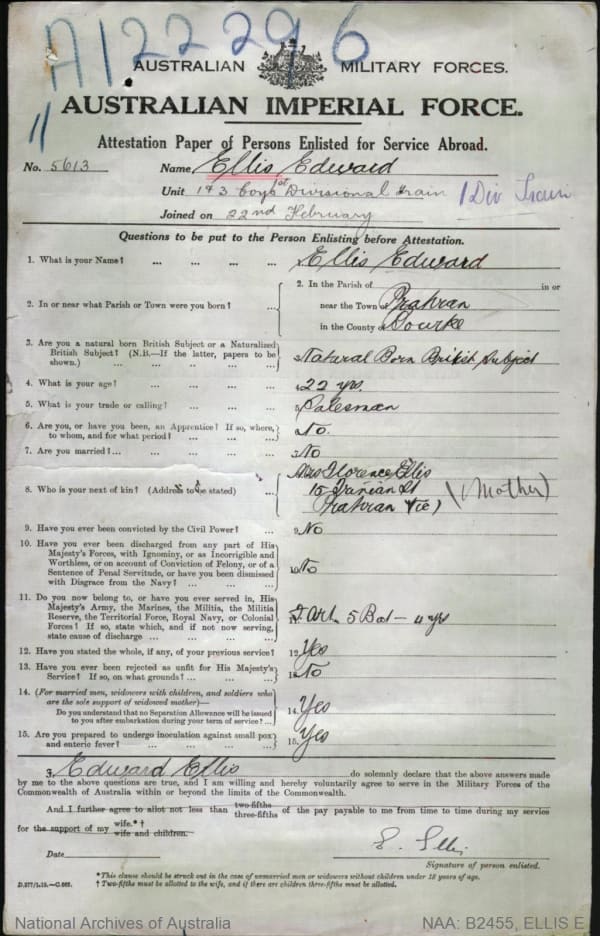 A122296
11
AUSTRALIAN MILITARY FORCES.
AUSTRALIAN IMPERIAL FORCE.
Attestation Paper of Persons Enlisted for Service Abroad.
No. 5613 Name Ellis Edward
Unit 1 & 3 Coys 1st Divisional Train 1 Div Train
Joined on 22nd February
Questions to be put to the Person Enlisting before Attestation.
1. What is your Name? ... ... ... ... Ellis Edward
2. In or near what Parish or Town were you born? ... 2. In the Parish of in or
near the Town of Prahran
in the County of Bourke
3. Are you a natural born British Subject or a Naturalized
British Subject? (N.B.—If the latter, papers to be
shown.) ... ... ... ... 3 Natural Born British Subject
4. What is your age? ... ... ... ... 4 22 yrs.
5. What is your trade or calling? ... ... ... 5 Salesman
6. Are you, or have you been, an Apprentice? If so, where,
to whom, and for what period? ... ... ... 6 No.
7. Are you married?... ... ... ... ... 7 No
8. Who is your next of kin? (Address to be stated) ... Mrs Florence Ellis
15 St
Prahran Vic) (Mother)
9. Have you ever been convicted by the Civil Power? ... 9 No
10. Have you ever been discharged from any part of His
Majesty's Forces, with Ignominy, or as Incorrigible and
Worthless, or on account of Conviction of Felony, or of a
Sentence of Penal Servitude, or have you been dismissed
with Disgrace from the Navy? ... ... ... 10 No
11. Do you now belong to, or have you ever served in, His
Majesty's Army, the Marines, the Militia, the Militia
Reserve, the Territorial Force, Royal Navy, or Colonial
Forces? If so, state which, and if not now serving,
state cause of discharge ... ... ... ... F. Art. 5 Bat — 4 yrs
12. Have you stated the whole, if any, of your previous service? 12 Yes
13. Have you ever been rejected as unfit for His Majesty's
Service? If so, on what grounds? ... ... ... No
14. (For married men, widowers with children, and soldiers who
are the sole support of widowed mother)—
Do you understand that no Separation Allowance will be issued
to you after embarkation during your term of service? ... 14. Yes
15. Are you prepared to undergo inoculation against small pox
and enteric fever? ... ... ... ... 15. Yes
3, Edward Ellis do solemnly declare that the above answers made
by me to the above questions are true, and I am willing and hereby voluntarily agree to serve in the Military Forces of the
Commonwealth of Australia within or beyond the limits of the Commonwealth.
And I further agree to allot not less than two-fifths three-fifths of the pay payable to me from time to time during my service
for the support of my wife.*† wife and children.
Date E. Ellis
Signature of person enlisted.
*This clause should be struck out in the case of unmarried men or widowers without children under 18 years of age.
† Two-fifths must be allotted to the wife, and if there are children three-fifths must be allotted.
National Archives of Australia NAA: B2455, ELLIS E